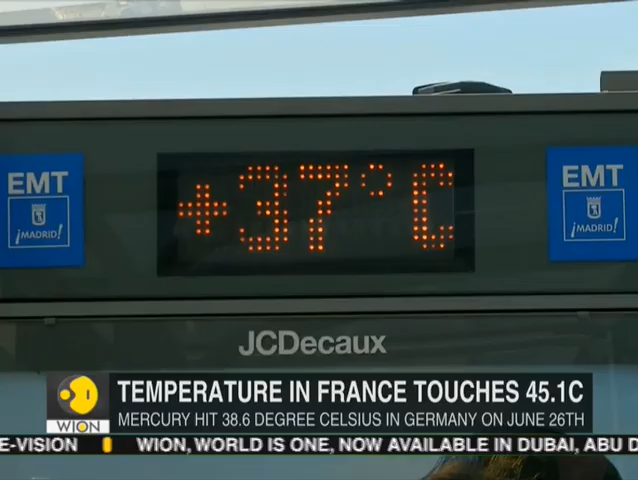 EMT
¡MADRID!
+37°C
EMT
¡MADRID!
JCDecaux
TEMPERATURE IN FRANCE TOUCHES 45.1C
MERCURY HIT 38.6 DEGREE CELSIUS IN GERMANY ON JUNE 26TH
WION
E-VISION WION, WORLD IS ONE, NOW AVAILABLE IN DUBAI, ABU D